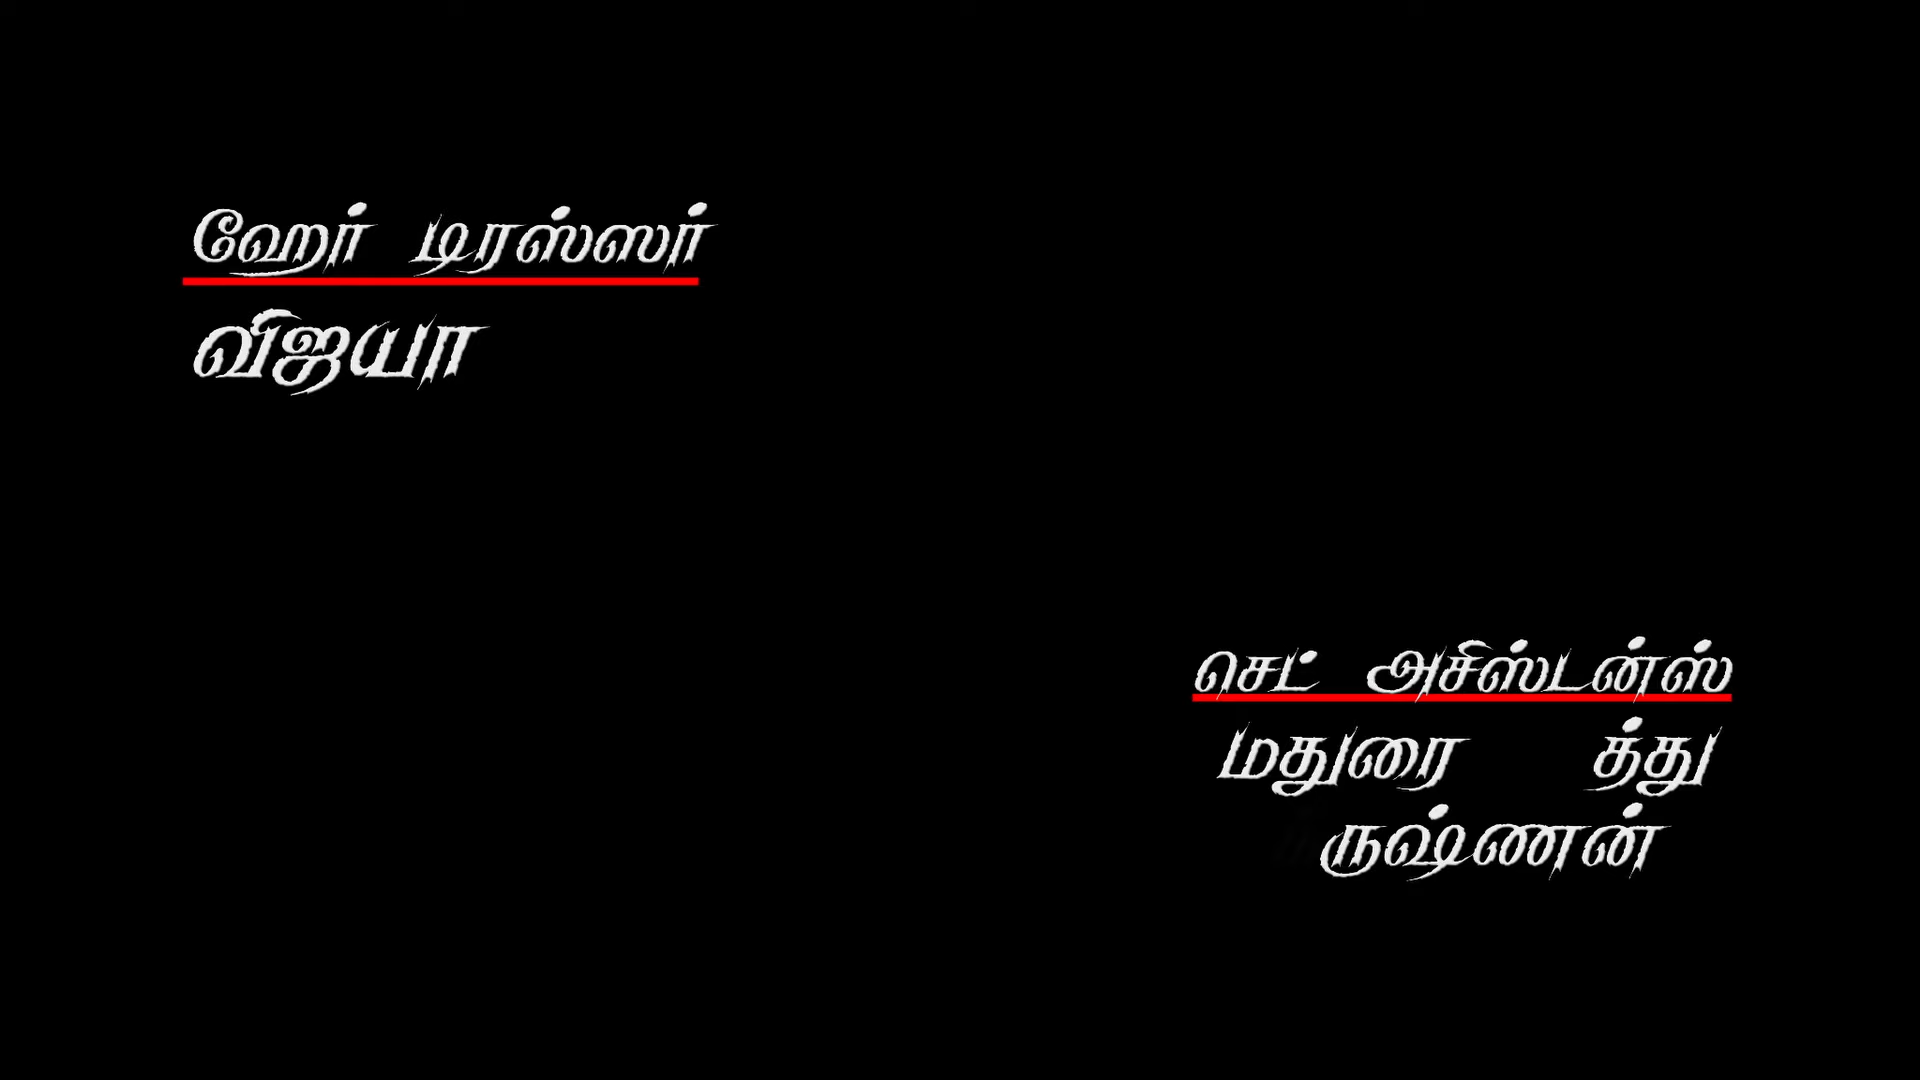 ஹேர் டிரஸ்ஸர்
விஜயா
செட் அசிஸ்டன்ஸ்
மதுரை த்து
ருஷ்ணன்